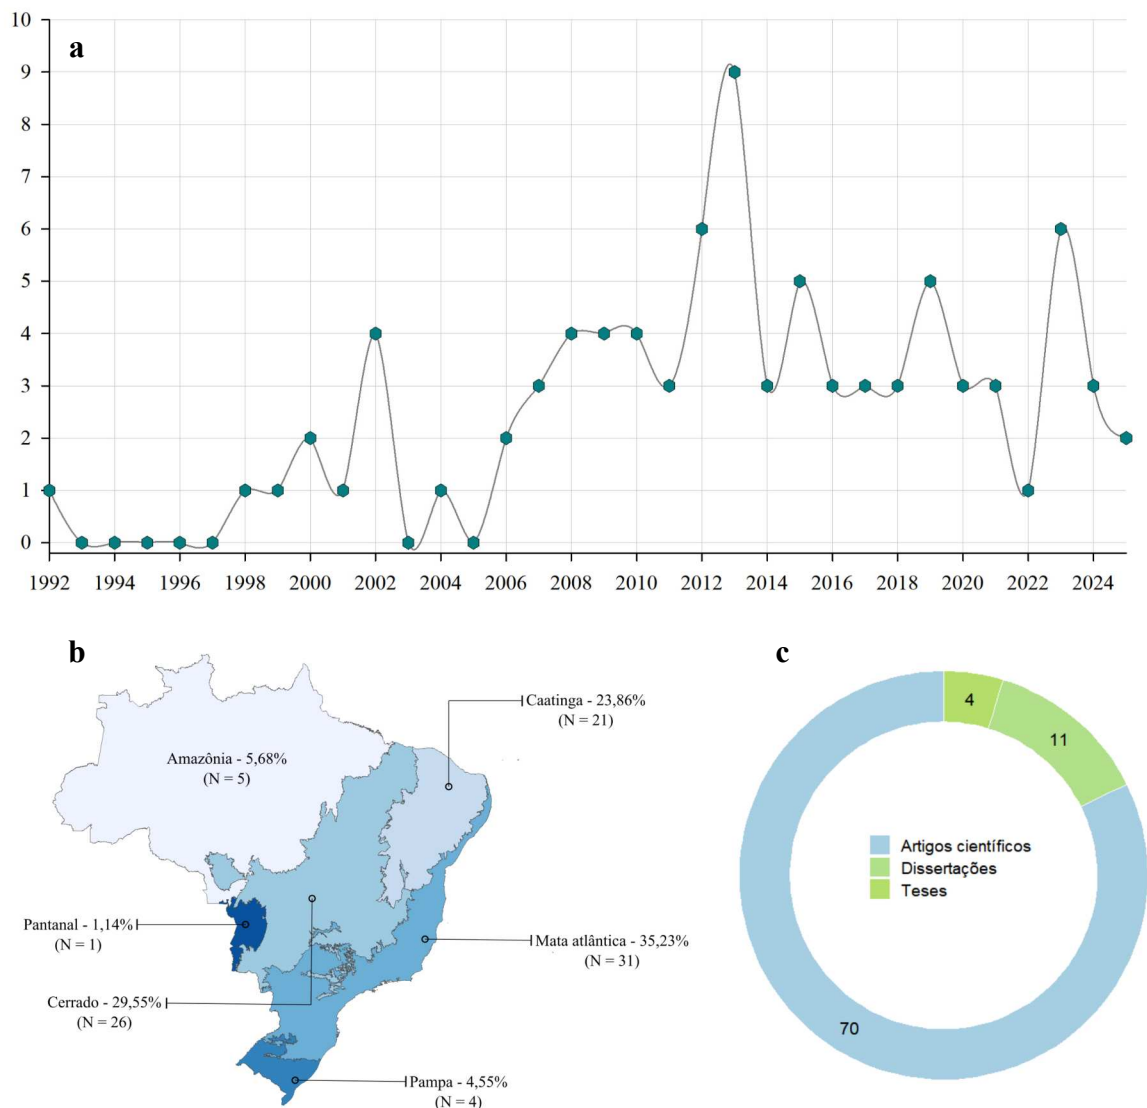 a
10
9
8
7
6
5
4
3
2
1
0
1992 1994 1996 1998 2000 2002 2004 2006 2008 2010 2012 2014 2016 2018 2020 2022 2024
b
Caatinga - 23,86%
(N = 21)
Amazônia - 5,68%
(N = 5)
Pantanal - 1,14%
(N = 1)
Mata atlântica - 35,23%
(N = 31)
Cerrado - 29,55%
(N = 26)
Pampa - 4,55%
(N = 4)
c
4
11
Artigos científicos
Dissertações
Teses
70